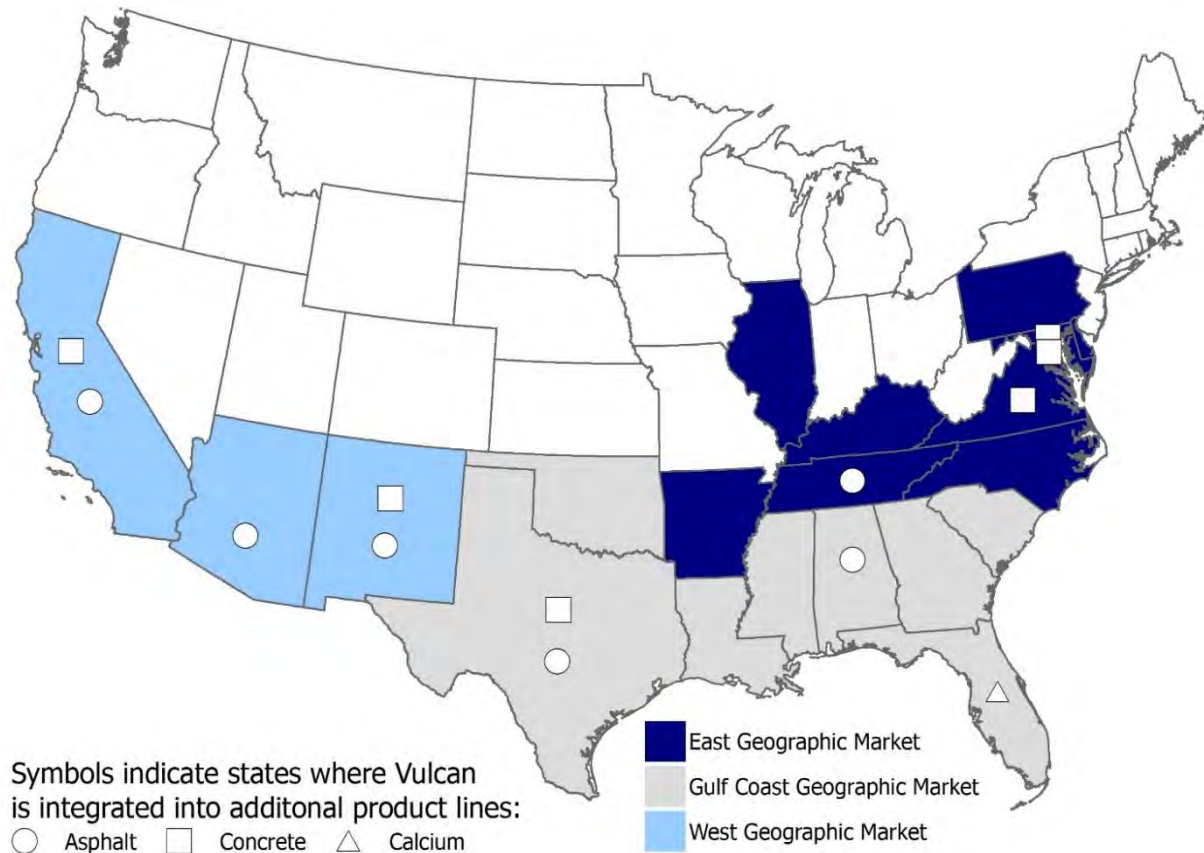 Symbols indicate states where Vulcan
is integrated into additonal product lines:
Asphalt Concrete Calcium
East Geographic Market
Gulf Coast Geographic Market
West Geographic Market